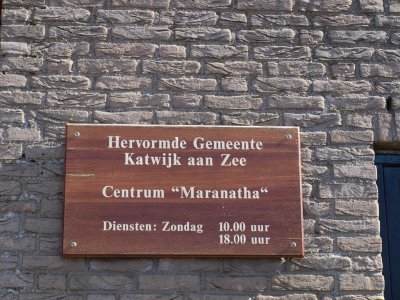 Hervormde Gemeente
Katwijk aan Zee
Centrum “Maranatha“
Diensten: Zondag 10.00 uur
18.00 uur